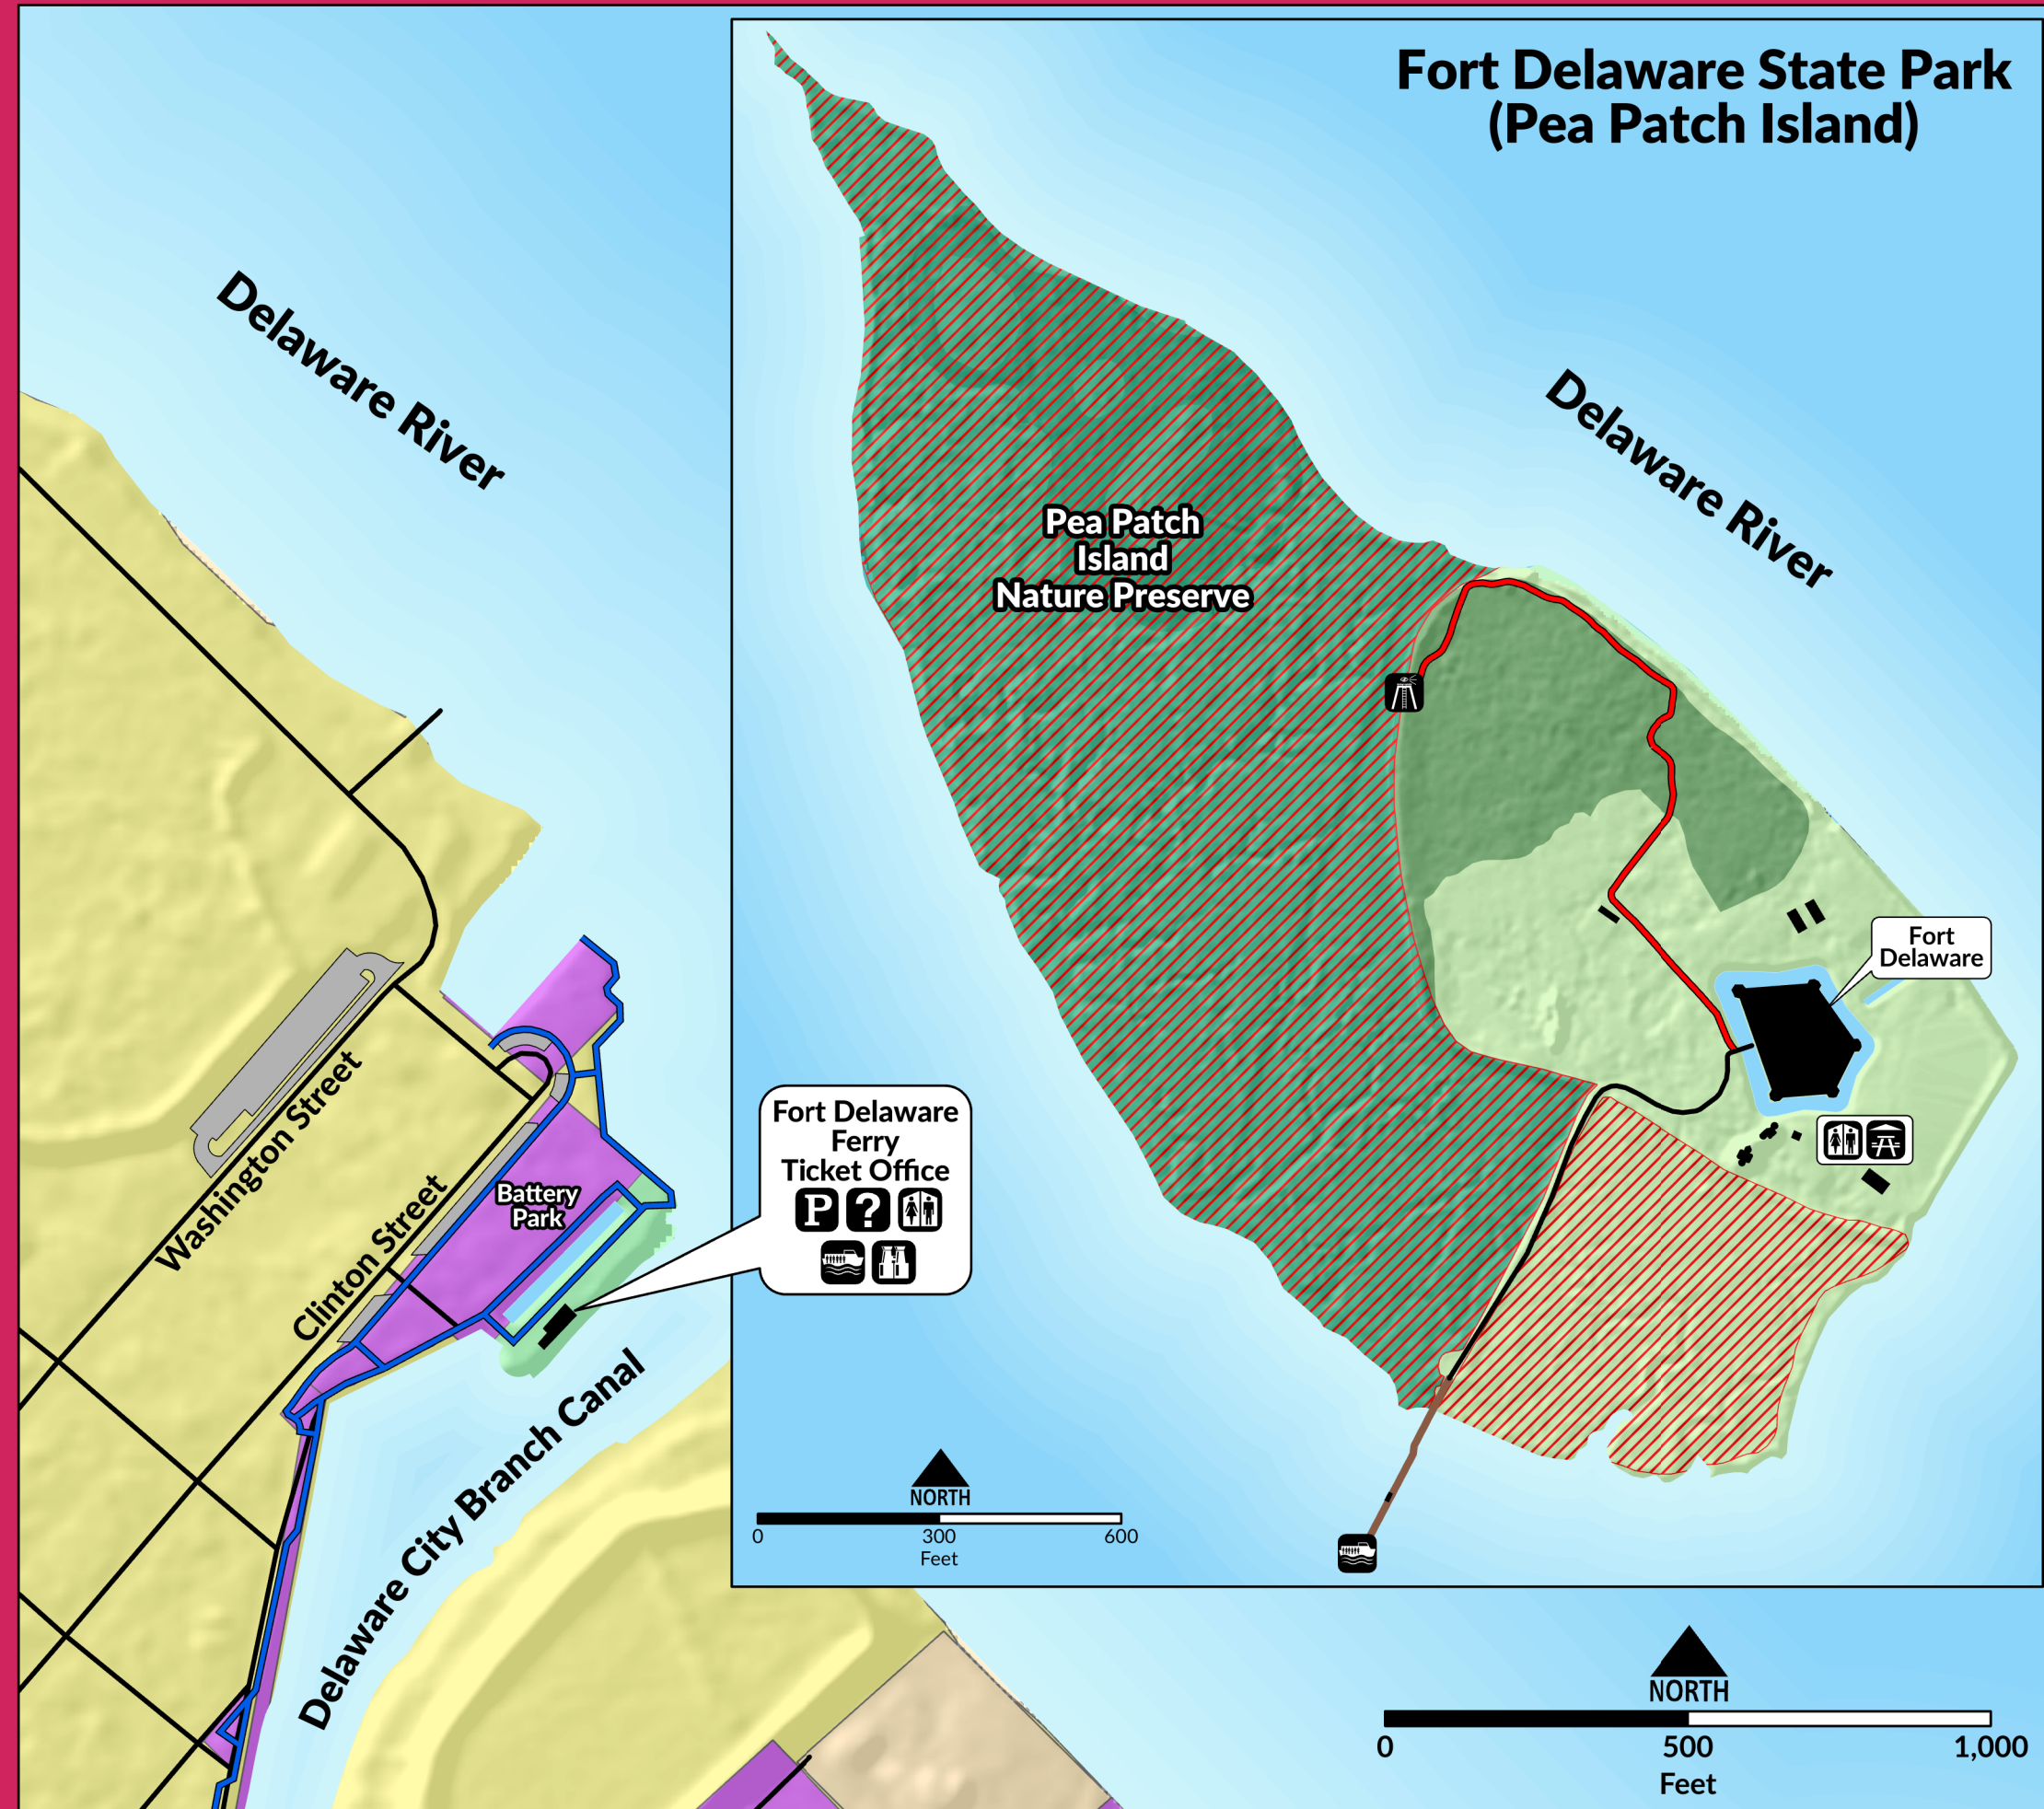 Fort Delaware State Park
(Pea Patch Island)
Delaware River
Delaware River
Pea Patch
Island
Nature Preserve
Fort
Delaware
Washington Street
Clinton Street
Battery
Park
Fort Delaware
Ferry
Ticket Office
P
?
Delaware City Branch Canal
NORTH
0
300
600
Feet
NORTH
0
500
1,000
Feet